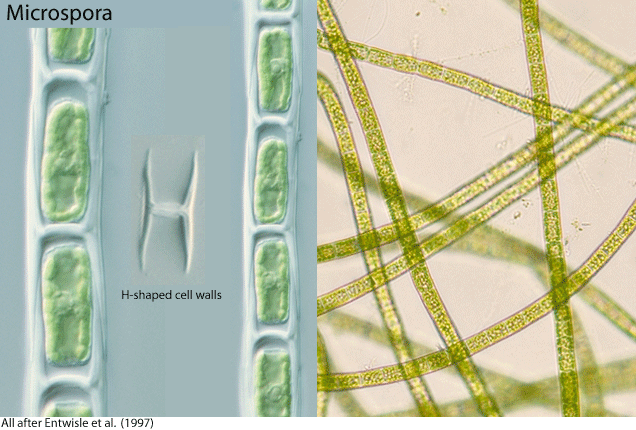 Microspora
H-shaped cell walls
All after Entwisle et al. (1997)